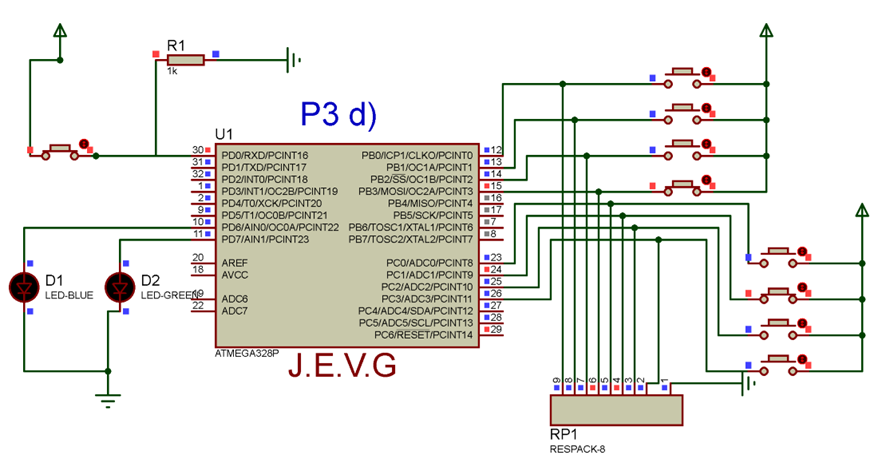 R1
1k
P3 d)
U1
30 PD0/RXD/PCINT16 PB0/ICP1/CLKO/PCINT0 12
31 PD1/TXD/PCINT17 PB1/OC1A/PCINT1 13
32 PD2/INT0/PCINT18 PB2/SS/OC1B/PCINT2 14
1 PD3/INT1/OC2B/PCINT19 PB3/MOSI/OC2A/PCINT3 15
2 PD4/T0/XCK/PCINT20 PB4/MISO/PCINT4 16
9 PD5/T1/OC0B/PCINT21 PB5/SCK/PCINT5 17
10 PD6/AIN0/OC0A/PCINT22 PB6/TOSC1/XTAL1/PCINT6 7
11 PD7/AIN1/PCINT23 PB7/TOSC2/XTAL2/PCINT7 8
20 AREF PC0/ADC0/PCINT8 23
18 AVCC PC1/ADC1/PCINT9 24
PC2/ADC2/PCINT10 25
19 ADC6 PC3/ADC3/PCINT11 26
22 ADC7 PC4/ADC4/SDA/PCINT12 27
PC5/ADC5/SCL/PCINT13 28
PC6/RESET/PCINT14 29
D1
LED-BLUE
D2
LED-GREEN
ATMEGA328P
J.E.V.G
9 8 7 6 5 4 3 2 1
RP1
RESPACK-8